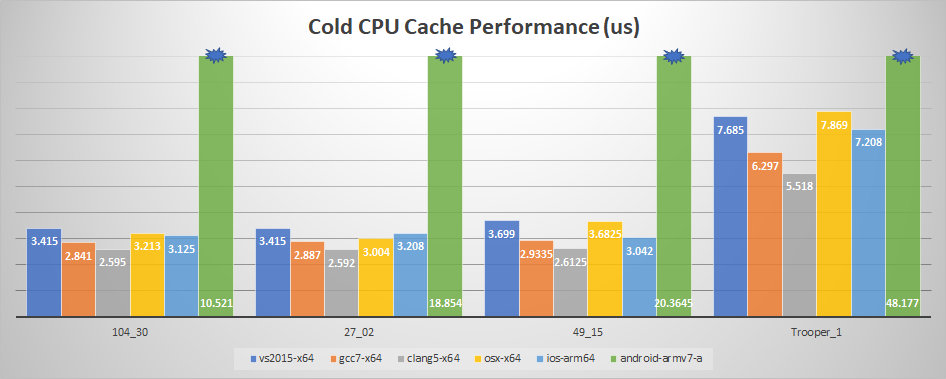 Cold CPU Cache Performance (us)
3.415 2.841 2.595 3.213 3.125 10.521
3.415 2.887 2.592 3.004 3.208 18.854
3.699 2.9335 2.6125 3.6825 3.042 20.3645
7.685 6.297 5.518 7.869 7.208 48.177
104_30 27_02 49_15 Trooper_1
vs2015-x64 gcc7-x64 clang5-x64 osx-x64 ios-arm64 android-armv7-a